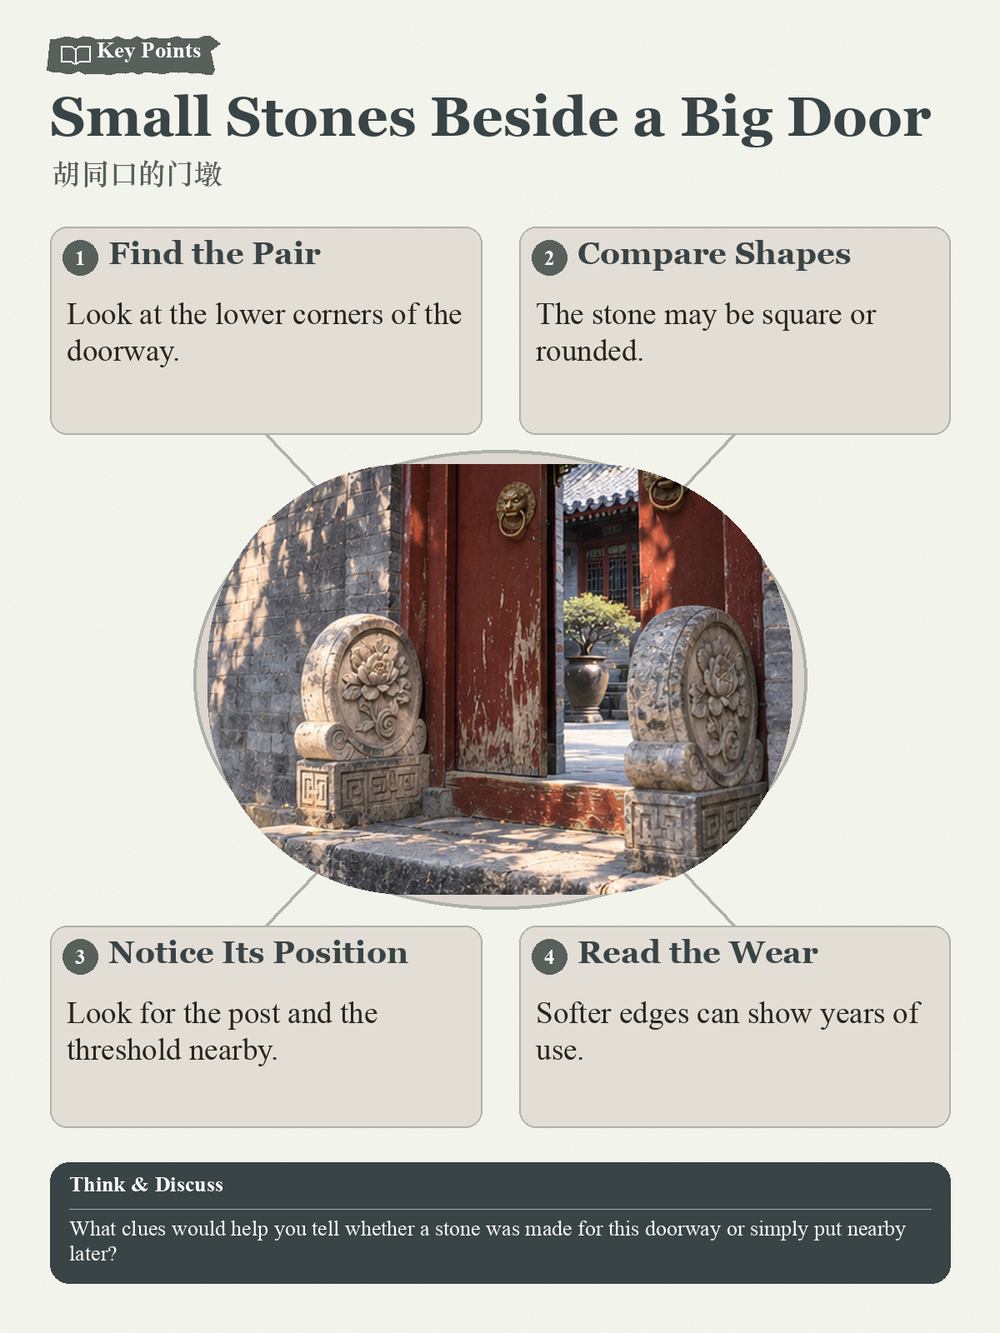 Key Points
Small Stones Beside a Big Door
胡同口的门墩
1 Find the Pair
Look at the lower corners of the
doorway.
2 Compare Shapes
The stone may be square or
rounded.
3 Notice Its Position
Look for the post and the
threshold nearby.
4 Read the Wear
Softer edges can show years of
use.
Think & Discuss
What clues would help you tell whether a stone was made for this doorway or simply put nearby
later?